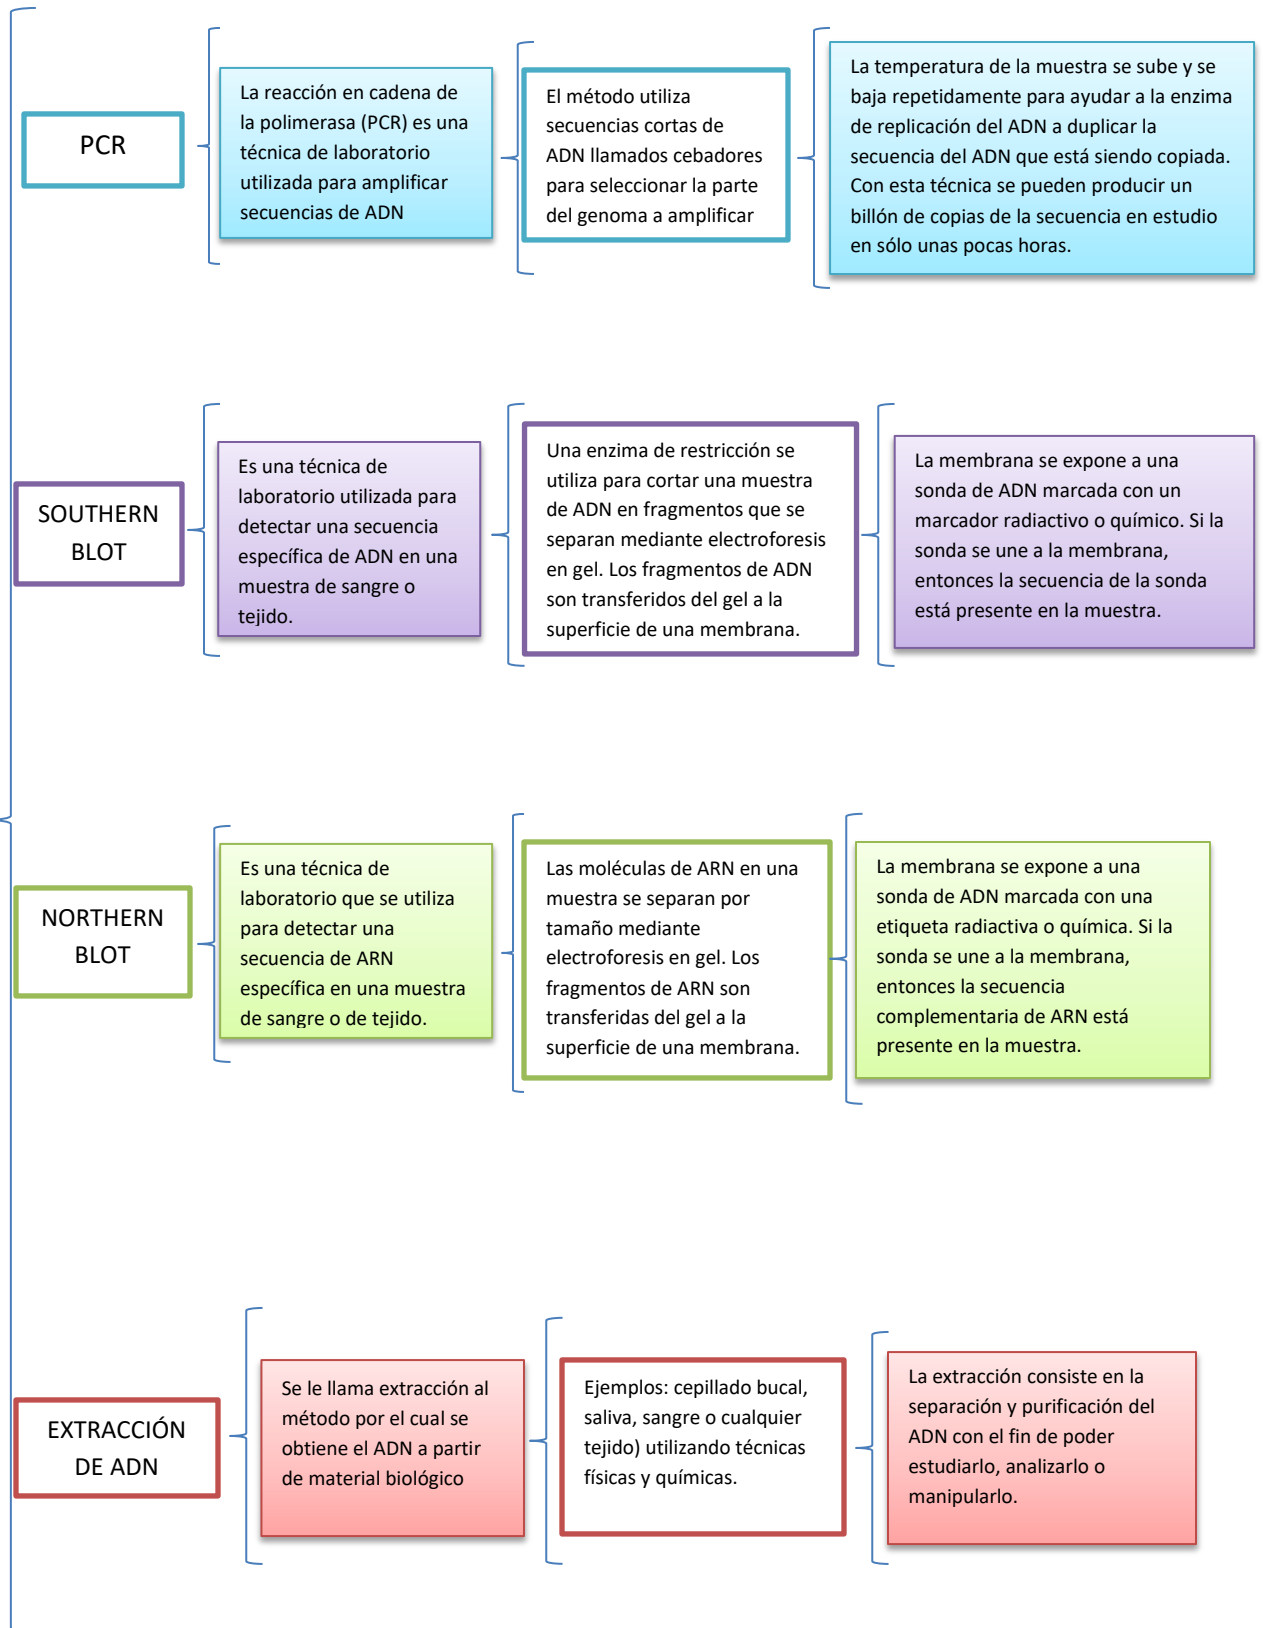 PCR
La reacción en cadena de
la polimerasa (PCR) es una
técnica de laboratorio
utilizada para amplificar
secuencias de ADN
El método utiliza
secuencias cortas de
ADN llamados cebadores
para seleccionar la parte
del genoma a amplificar
La temperatura de la muestra se sube y se
baja repetidamente para ayudar a la enzima
de replicación del ADN a duplicar la
secuencia del ADN que está siendo copiada.
Con esta técnica se pueden producir un
billón de copias de la secuencia en estudio
en sólo unas pocas horas.
SOUTHERN
BLOT
Es una técnica de
laboratorio utilizada para
detectar una secuencia
específica de ADN en una
muestra de sangre o
tejido.
Una enzima de restricción se
utiliza para cortar una muestra
de ADN en fragmentos que se
separan mediante electroforesis
en gel. Los fragmentos de ADN
son transferidos del gel a la
superficie de una membrana.
La membrana se expone a una
sonda de ADN marcada con un
marcador radiactivo o químico. Si la
sonda se une a la membrana,
entonces la secuencia de la sonda
está presente en la muestra.
NORTHERN
BLOT
Es una técnica de
laboratorio que se utiliza
para detectar una
secuencia de ARN
específica en una muestra
de sangre o de tejido.
Las moléculas de ARN en una
muestra se separan por
tamaño mediante
electroforesis en gel. Los
fragmentos de ARN son
transferidas del gel a la
superficie de una membrana.
La membrana se expone a una
sonda de ADN marcada con una
etiqueta radiactiva o química. Si la
sonda se une a la membrana,
entonces la secuencia
complementaria de ARN está
presente en la muestra.
EXTRACCIÓN
DE ADN
Se le llama extracción al
método por el cual se
obtiene el ADN a partir
de material biológico
Ejemplos: cepillado bucal,
saliva, sangre o cualquier
tejido) utilizando técnicas
físicas y químicas.
La extracción consiste en la
separación y purificación del
ADN con el fin de poder
estudiarlo, analizarlo o
manipularlo.